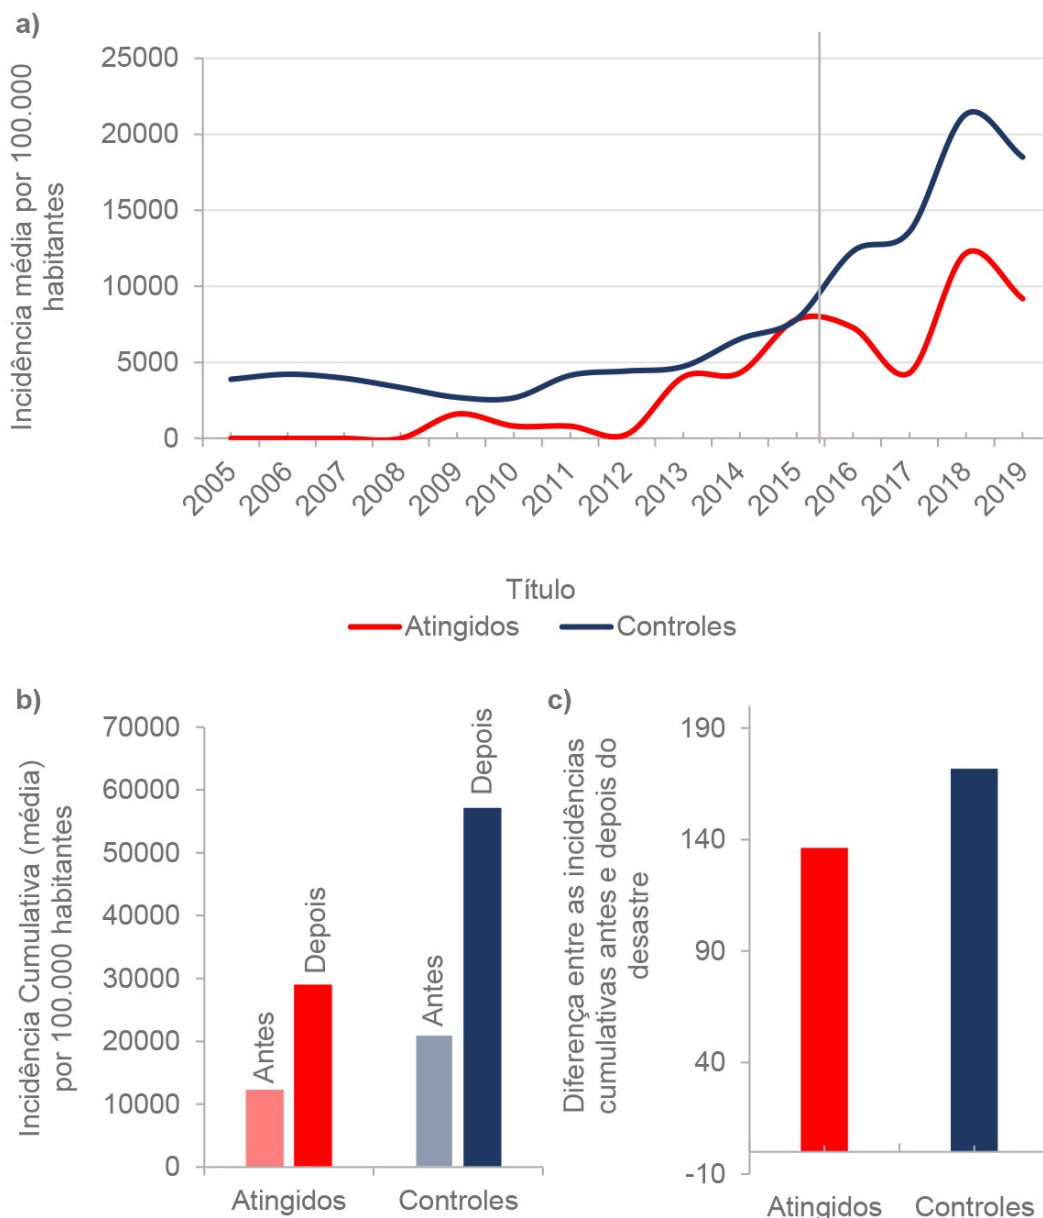 a)
Incidência média por 100.000
habitantes
25000
20000
15000
10000
5000
0
2005
2006
2007
2008
2009
2010
2011
2012
2013
2014
2015
2016
2017
2018
2019
Título
Atingidos
Controles
b)
Incidência Cumulativa (média)
por 100.000 habitantes
70000
60000
50000
40000
30000
20000
10000
0
Antes
Depois
Antes
Depois
Atingidos
Controles
c)
Diferença entre as incidências
cumulativas antes e depois do
desastre
190
140
90
40
-10
Atingidos
Controles